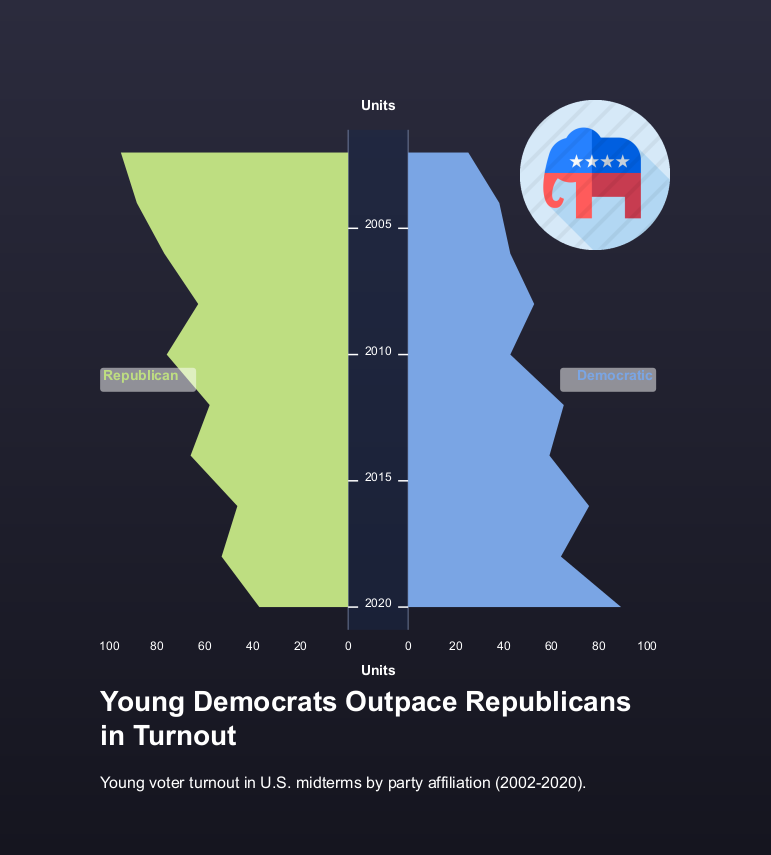 Units
2005
2010
Republican
Democratic
2015
2020
100 80 60 40 20 0 0 20 40 60 80 100
Units
Young Democrats Outpace Republicans
in Turnout
Young voter turnout in U.S. midterms by party affiliation (2002-2020).